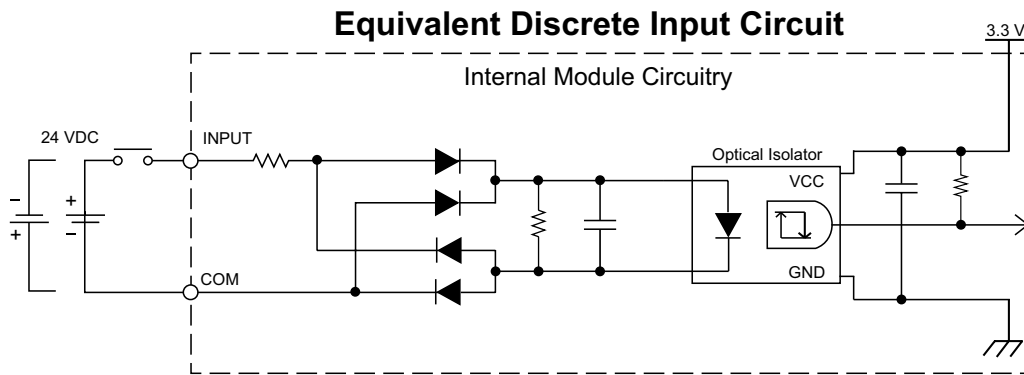 Equivalent Discrete Input Circuit
3.3 V
Internal Module Circuitry
24 VDC
INPUT
Optical Isolator
VCC
−
+
+
−
GND
COM